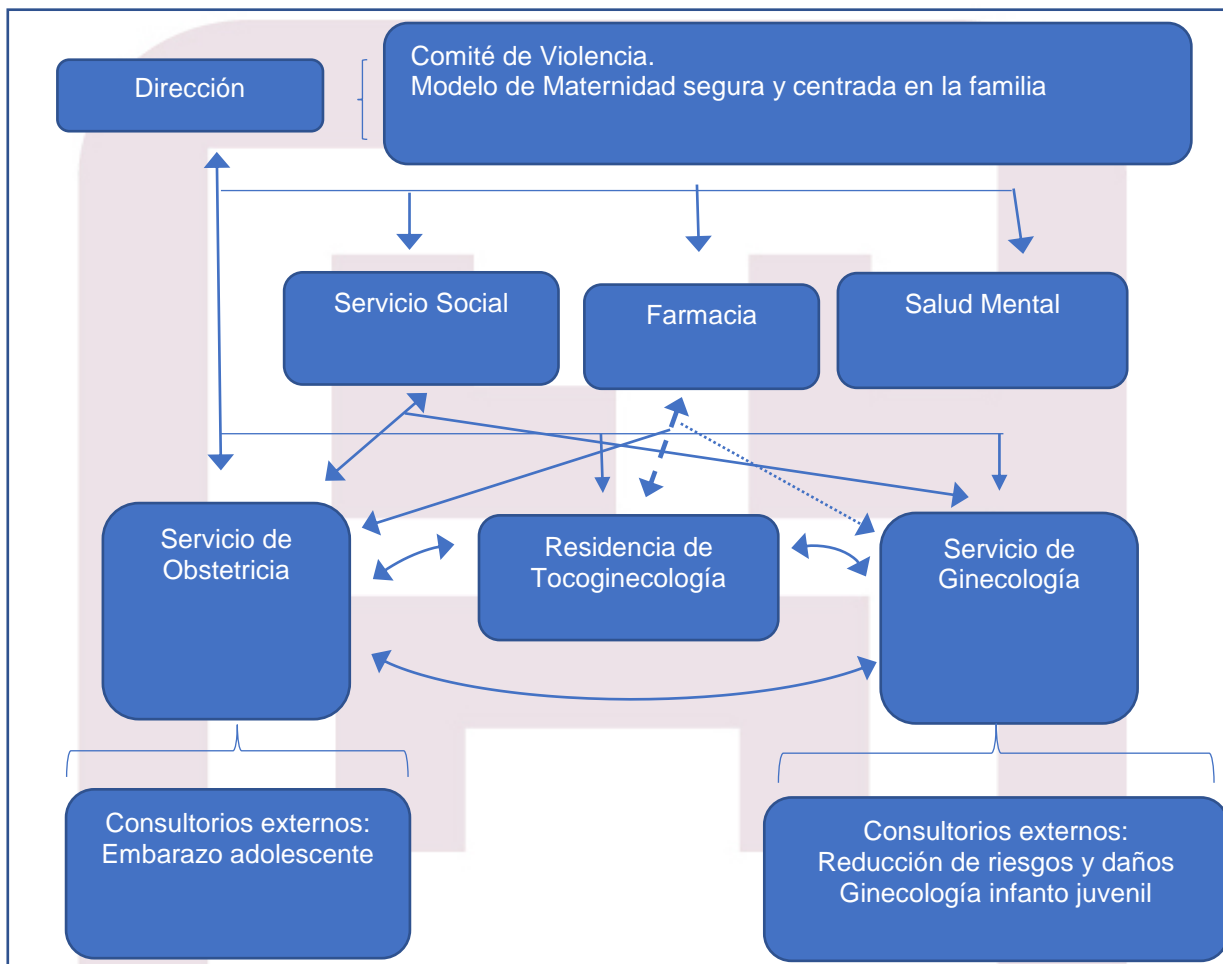 Dirección
Comité de Violencia.
Modelo de Maternidad segura y centrada en la familia
Servicio Social
Farmacia
Salud Mental
Servicio de
Obstetricia
Residencia de
Tocoginecología
Servicio de
Ginecología
Consultorios externos:
Embarazo adolescente
Consultorios externos:
Reducción de riesgos y daños
Ginecología infanto juvenil